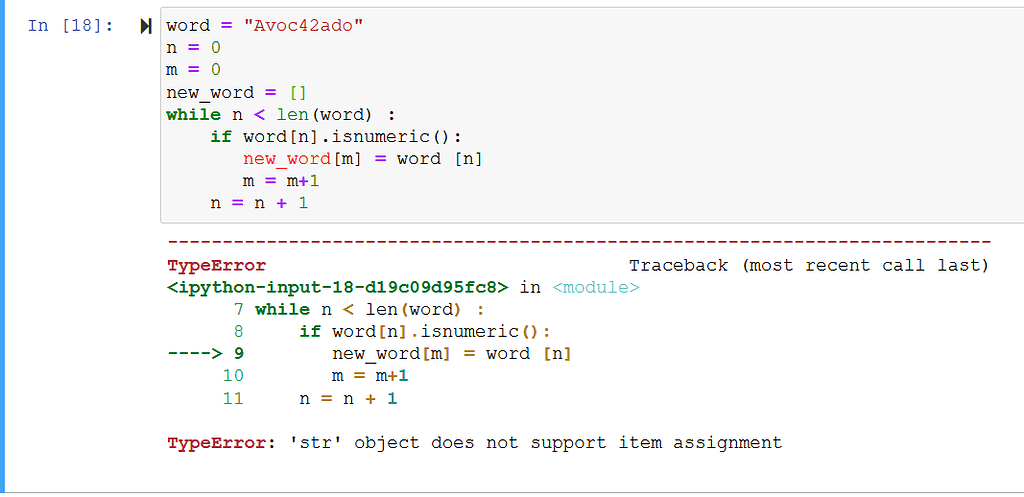 In [18]: word = "Avoc42ado"
n = 0
m = 0
new_word = []
while n < len(word) :
    if word[n].isnumeric():
       new_word[m] = word [n]
       m = m+1
    n = n + 1
---------------------------------------------------------------------------
TypeError                                 Traceback (most recent call last)
<ipython-input-18-d19c09d95fc8> in <module>
      7 while n < len(word) :
      8     if word[n].isnumeric():
----> 9        new_word[m] = word [n]
     10        m = m+1
     11     n = n + 1
TypeError: 'str' object does not support item assignment